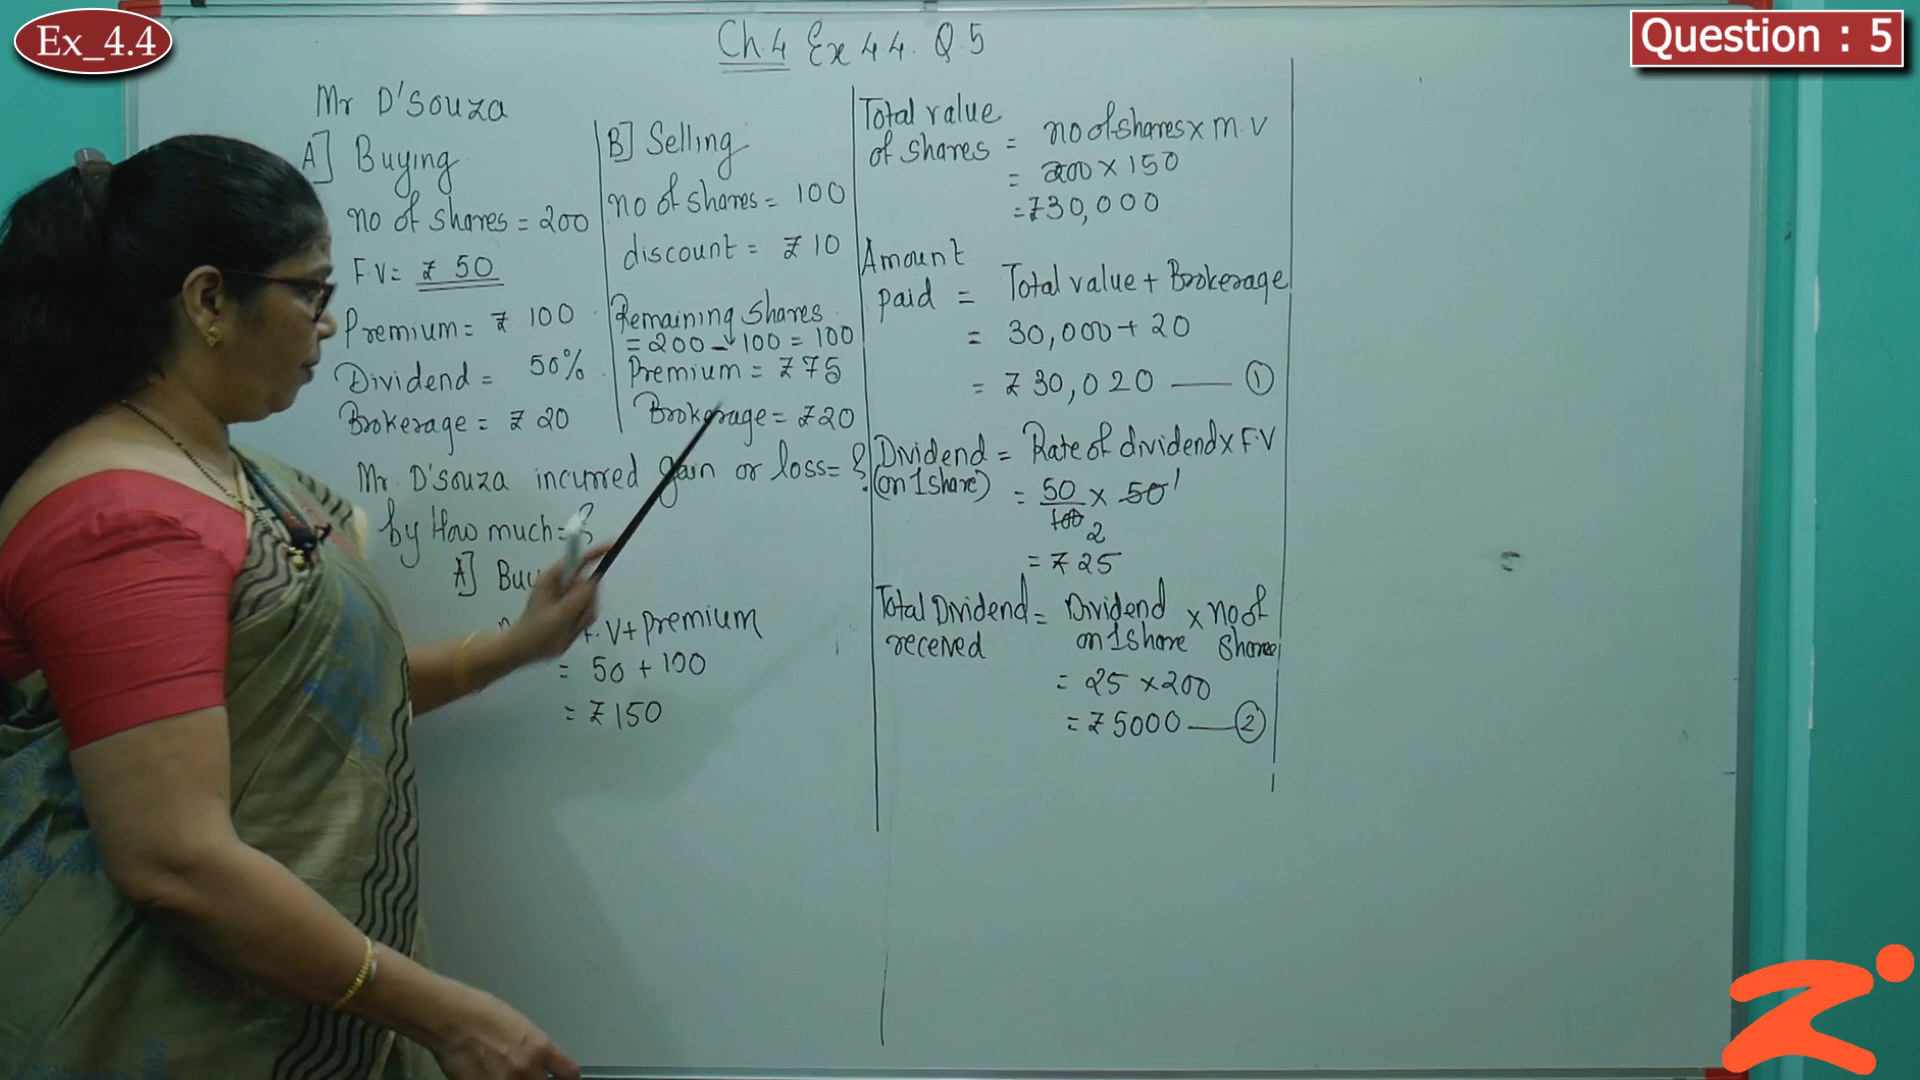 Ex_4.4
Question : 5
Ch.4 Ex 4 4. Q.5
Mr D'souza
A] Buying
no of shares = 200
F.V = ₹ 50
Premium = ₹ 100
Dividend = 50%
Brokerage = ₹ 20
B] Selling
no of shares = 100
discount = ₹ 10
Remaining shares
= 200 - 100 = 100
Premium = ₹ 75
Brokerage = ₹ 20
Mr. D'souza incurred gain or loss = ?
by How much = ?
A] Buy
.V + Premium
= 50 + 100
= ₹ 150
Total value
of shares = no of shares x M.V
= 200 x 150
= ₹ 30,000
Amount
paid = Total value + Brokerage
= 30,000 + 20
= ₹ 30,020 — ①
Dividend = Rate of dividend x F.V
(on 1 share) = 50/100 x 50 1
2
= ₹ 25
Total Dividend = Dividend x no of
received on 1 share shares
= 25 x 200
= ₹ 5000 — ②